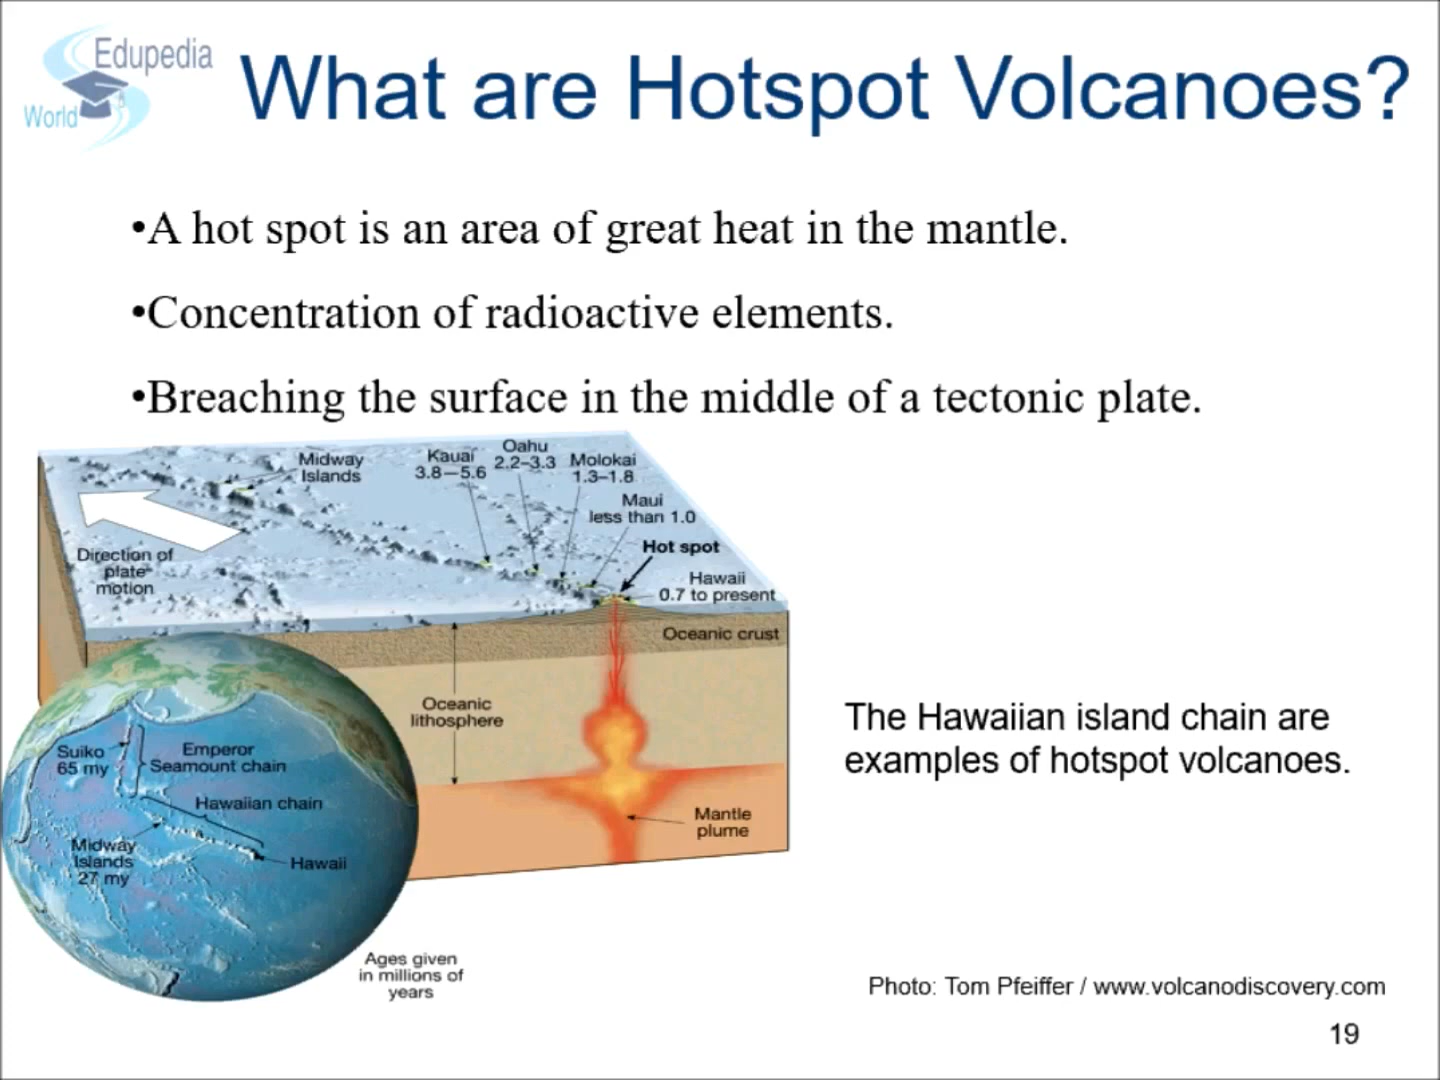 Edupedia
World
What are Hotspot Volcanoes?
•A hot spot is an area of great heat in the mantle.
•Concentration of radioactive elements.
•Breaching the surface in the middle of a tectonic plate.
Midway
Islands
Kauai
3.8–5.6
Oahu
2.2–3.3
Molokai
1.3–1.8
Maui
less than 1.0
Hot spot
Hawaii
0.7 to present
Direction of
plate
motion
Oceanic crust
Oceanic
lithosphere
Mantle
plume
Suiko
65 my
Emperor
Seamount chain
Hawaiian chain
Midway
Islands
27 my
Hawaii
Ages given
in millions of
years
The Hawaiian island chain are
examples of hotspot volcanoes.
Photo: Tom Pfeiffer / www.volcanodiscovery.com
19